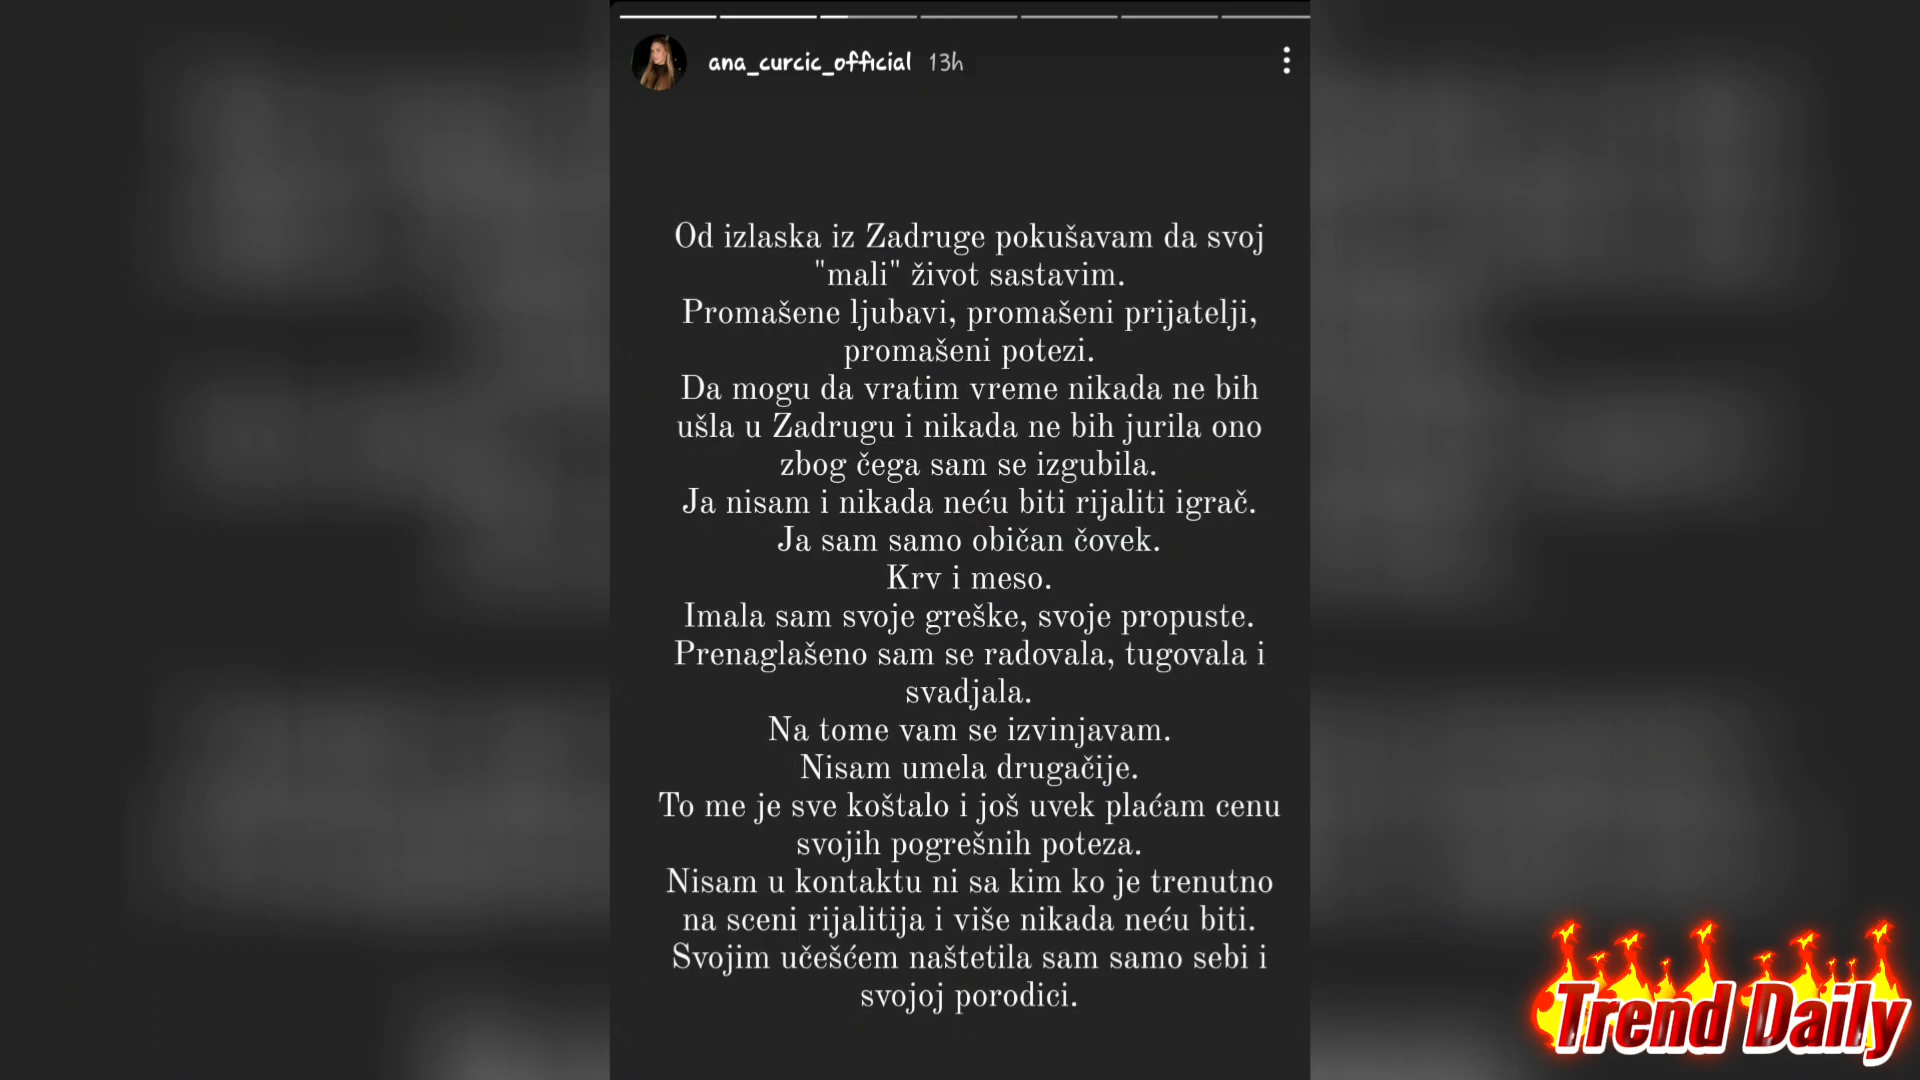 ana_curcic_official 13h
Od izlaska iz Zadruge pokušavam da svoj
"mali" život sastavim.
Promašene ljubavi, promašeni prijatelji,
promašeni potezi.
Da mogu da vratim vreme nikada ne bih
ušla u Zadrugu i nikada ne bih jurila ono
zbog čega sam se izgubila.
Ja nisam i nikada neću biti rijaliti igrač.
Ja sam samo običan čovek.
Krv i meso.
Imala sam svoje greške, svoje propuste.
Prenaglašeno sam se radovala, tugovala i
svadjala.
Na tome vam se izvinjavam.
Nisam umela drugačije.
To me je sve koštalo i još uvek plaćam cenu
svojih pogrešnih poteza.
Nisam u kontaktu ni sa kim ko je trenutno
na sceni rijalitija i više nikada neću biti.
Svojim učešćem naštetila sam samo sebi i
svojoj porodici.
Trend Daily